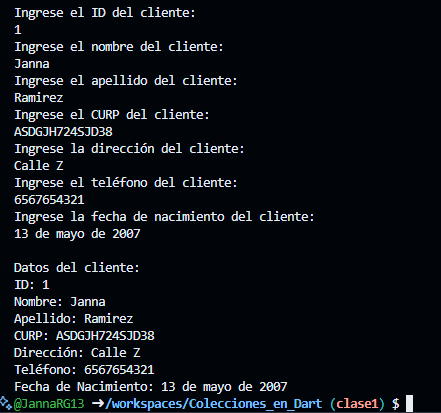 Ingrese el ID del cliente:
1
Ingrese el nombre del cliente:
Janna
Ingrese el apellido del cliente:
Ramirez
Ingrese el CURP del cliente:
ASDGJH724SJD38
Ingrese la dirección del cliente:
Calle Z
Ingrese el teléfono del cliente:
6567654321
Ingrese la fecha de nacimiento del cliente:
13 de mayo de 2007
Datos del cliente:
ID: 1
Nombre: Janna
Apellido: Ramirez
CURP: ASDGJH724SJD38
Dirección: Calle Z
Teléfono: 6567654321
Fecha de Nacimiento: 13 de mayo de 2007
@JannaRG13 ➜/workspaces/Colecciones_en_Dart (clase1) $